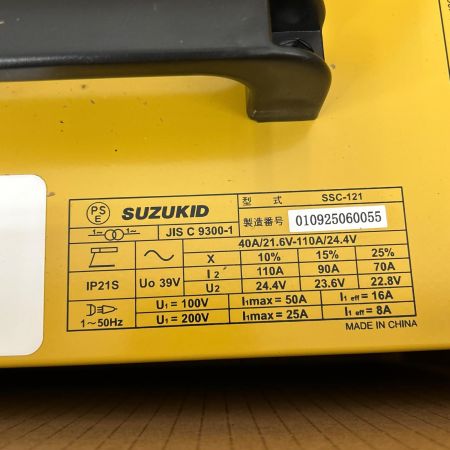 PS
E
SUZUKID
型 式 SSC-121
製造番号 010925060055
1~ 1~ JIS C 9300-1
40A/21.6V-110A/24.4V
X 10% 15% 25%
IP21S Uo 39V I2 110A 90A 70A
U2 24.4V 23.6V 22.8V
1~50Hz
U1 = 100V I1max = 50A I1 eff = 16A
U1 = 200V I1max = 25A I1 eff = 8A
MADE IN CHINA